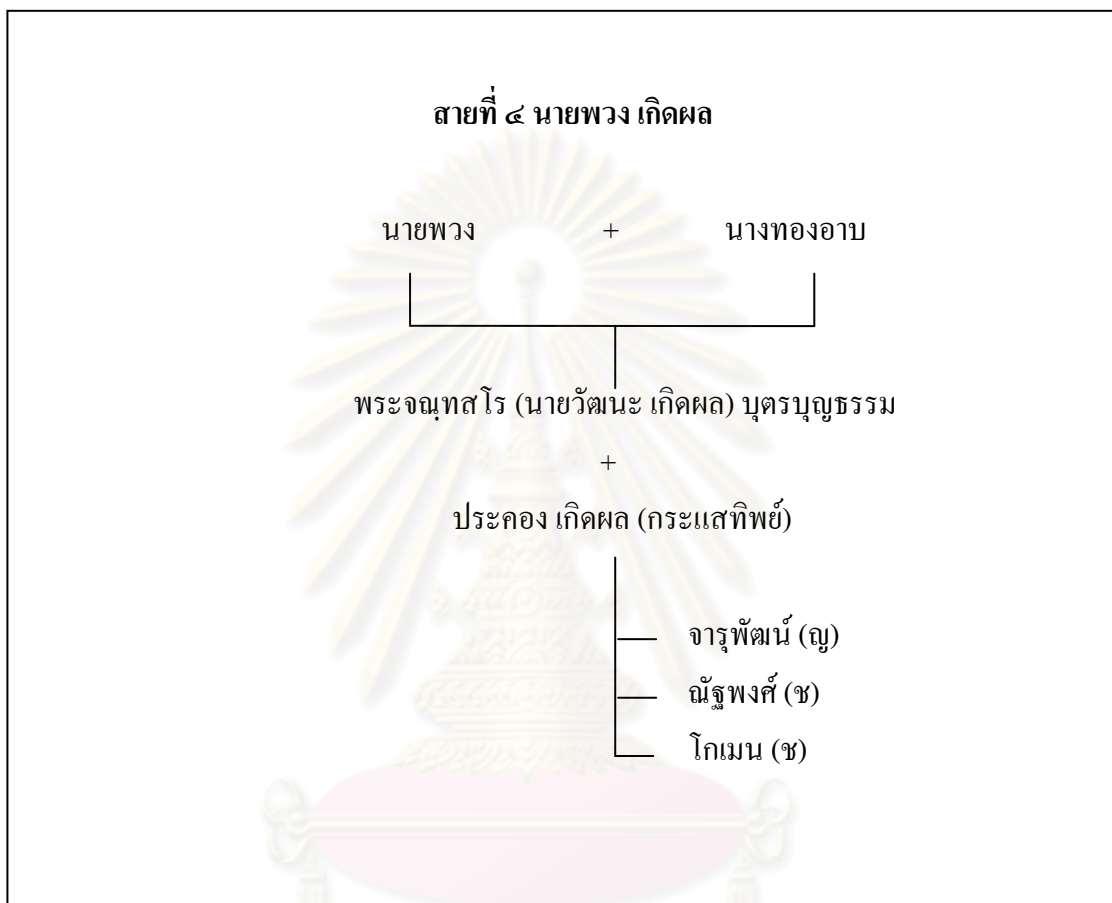 สายที่ ๔ นายพวง เกิดผล
นายพวง + นางทองอาบ
พระจณฺทสโร (นายวัฒนะ เกิดผล) บุตรบุญธรรม
+
ประคอง เกิดผล (กระแสทิพย์)
จารุพัฒน์ (ญ)
ณัฐพงศ์ (ช)
โกเมน (ช)